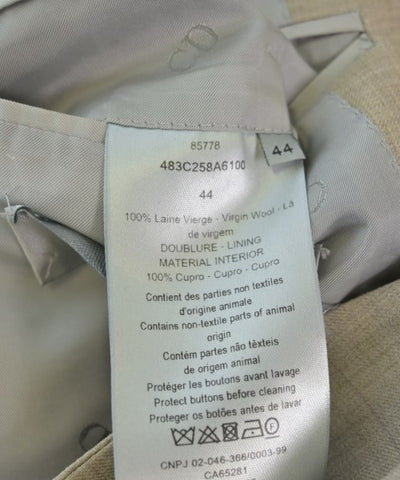 CD
85778
44
483C258A6100
44
100% Laine Vierge - Virgin Wool - Lã
de virgem
DOUBLURE - LINING
MATERIAL INTERIOR
100% Cupro - Cupro - Cupro
Contient des parties non textiles
d'origine animale
Contains non-textile parts of animal
origin
Contém partes não têxteis
de origem animal
Protéger les boutons avant lavage
Protect buttons before cleaning
Proteger os botões antes de lavar
CNPJ 02-046-366/0003-99
CA65281